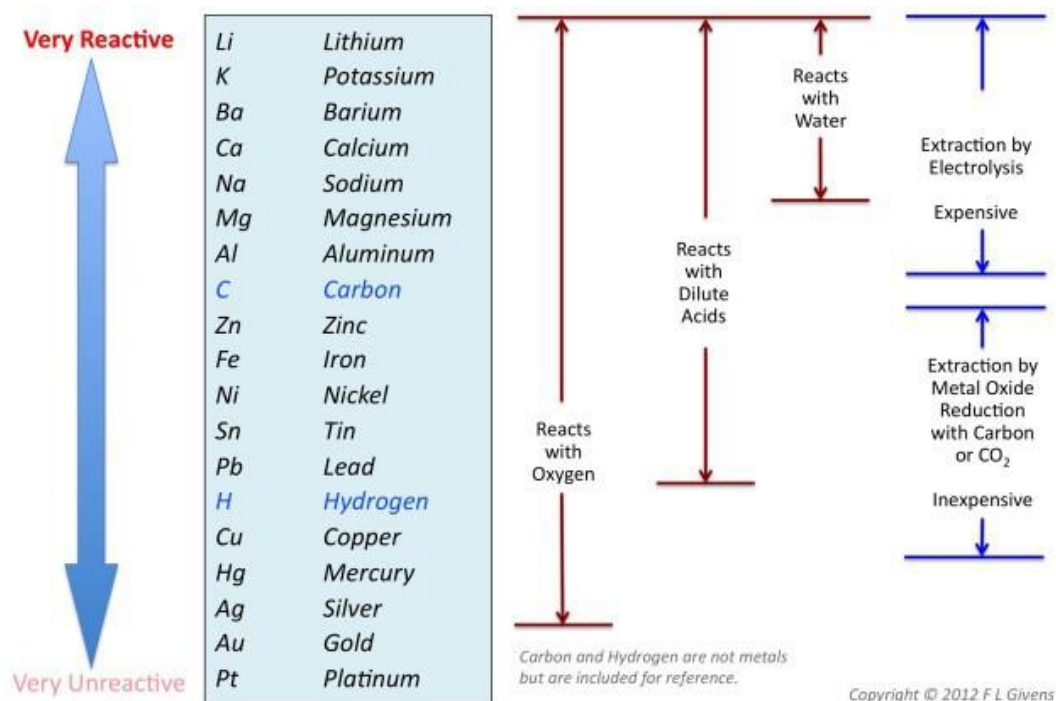 Very Reactive
Li Lithium
K Potassium
Ba Barium
Ca Calcium
Na Sodium
Mg Magnesium
Al Aluminum
C Carbon
Zn Zinc
Fe Iron
Ni Nickel
Sn Tin
Pb Lead
H Hydrogen
Cu Copper
Hg Mercury
Ag Silver
Au Gold
Pt Platinum
Very Unreactive
Reacts
with
Oxygen
Reacts
with
Dilute
Acids
Reacts
with
Water
Extraction by
Electrolysis
Expensive
Extraction by
Metal Oxide
Reduction
with Carbon
or CO₂
Inexpensive
Carbon and Hydrogen are not metals
but are included for reference.
Copyright © 2012 F L Givens